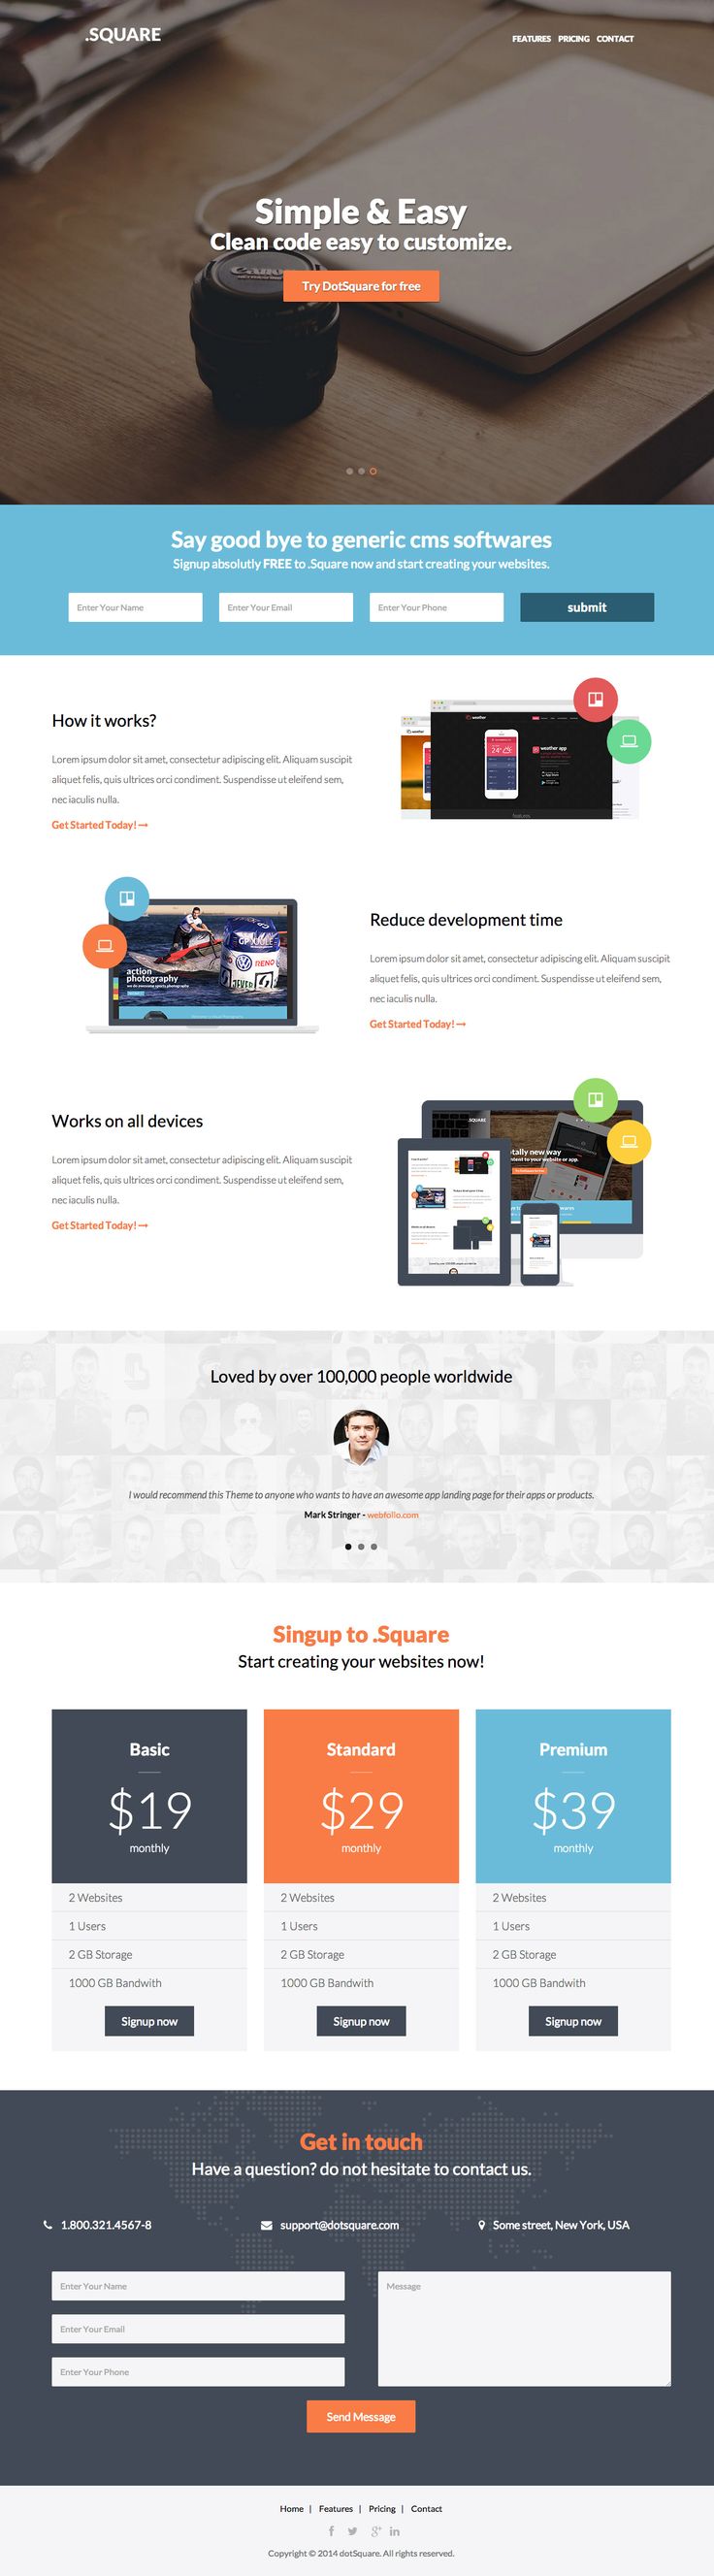 .SQUARE
FEATURES PRICING CONTACT
Simple & Easy
Clean code easy to customize.
Canon
Try DotSquare for free
Say good bye to generic cms softwares
Signup absolutly FREE to .Square now and start creating your websites.
Enter Your Name
Enter Your Email
Enter Your Phone
submit
How it works?
Lorem ipsum dolor sit amet, consectetur adipiscing elit. Aliquam suscipit
aliquet felis, quis ultrices orci condiment. Suspendisse ut eleifend sem,
nec iaculis nulla.
Get Started Today!
weather
weather app
features
action
photography
we do awesome sports photography
Reduce development time
Lorem ipsum dolor sit amet, consectetur adipiscing elit. Aliquam suscipit
aliquet felis, quis ultrices orci condiment. Suspendisse ut eleifend sem,
nec iaculis nulla.
Get Started Today!
Works on all devices
Lorem ipsum dolor sit amet, consectetur adipiscing elit. Aliquam suscipit
aliquet felis, quis ultrices orci condiment. Suspendisse ut eleifend sem,
nec iaculis nulla.
Get Started Today!
.SQUARE
Loved by over 100,000 people worldwide
I would recommend this Theme to anyone who wants to have an awesome app landing page for their apps or products.
Mark Stringer - webfolio.com
Singup to .Square
Start creating your websites now!
Basic
$19
monthly
2 Websites
1 Users
2 GB Storage
1000 GB Bandwith
Signup now
Standard
$29
monthly
2 Websites
1 Users
2 GB Storage
1000 GB Bandwith
Signup now
Premium
$39
monthly
2 Websites
1 Users
2 GB Storage
1000 GB Bandwith
Signup now
Get in touch
Have a question? do not hesitate to contact us.
1.800.321.4567-8
support@dotsquare.com
Some street, New York, USA
Enter Your Name
Enter Your Email
Enter Your Phone
Message
Send Message
Home | Features | Pricing | Contact
Copyright © 2014 dotSquare. All rights reserved.